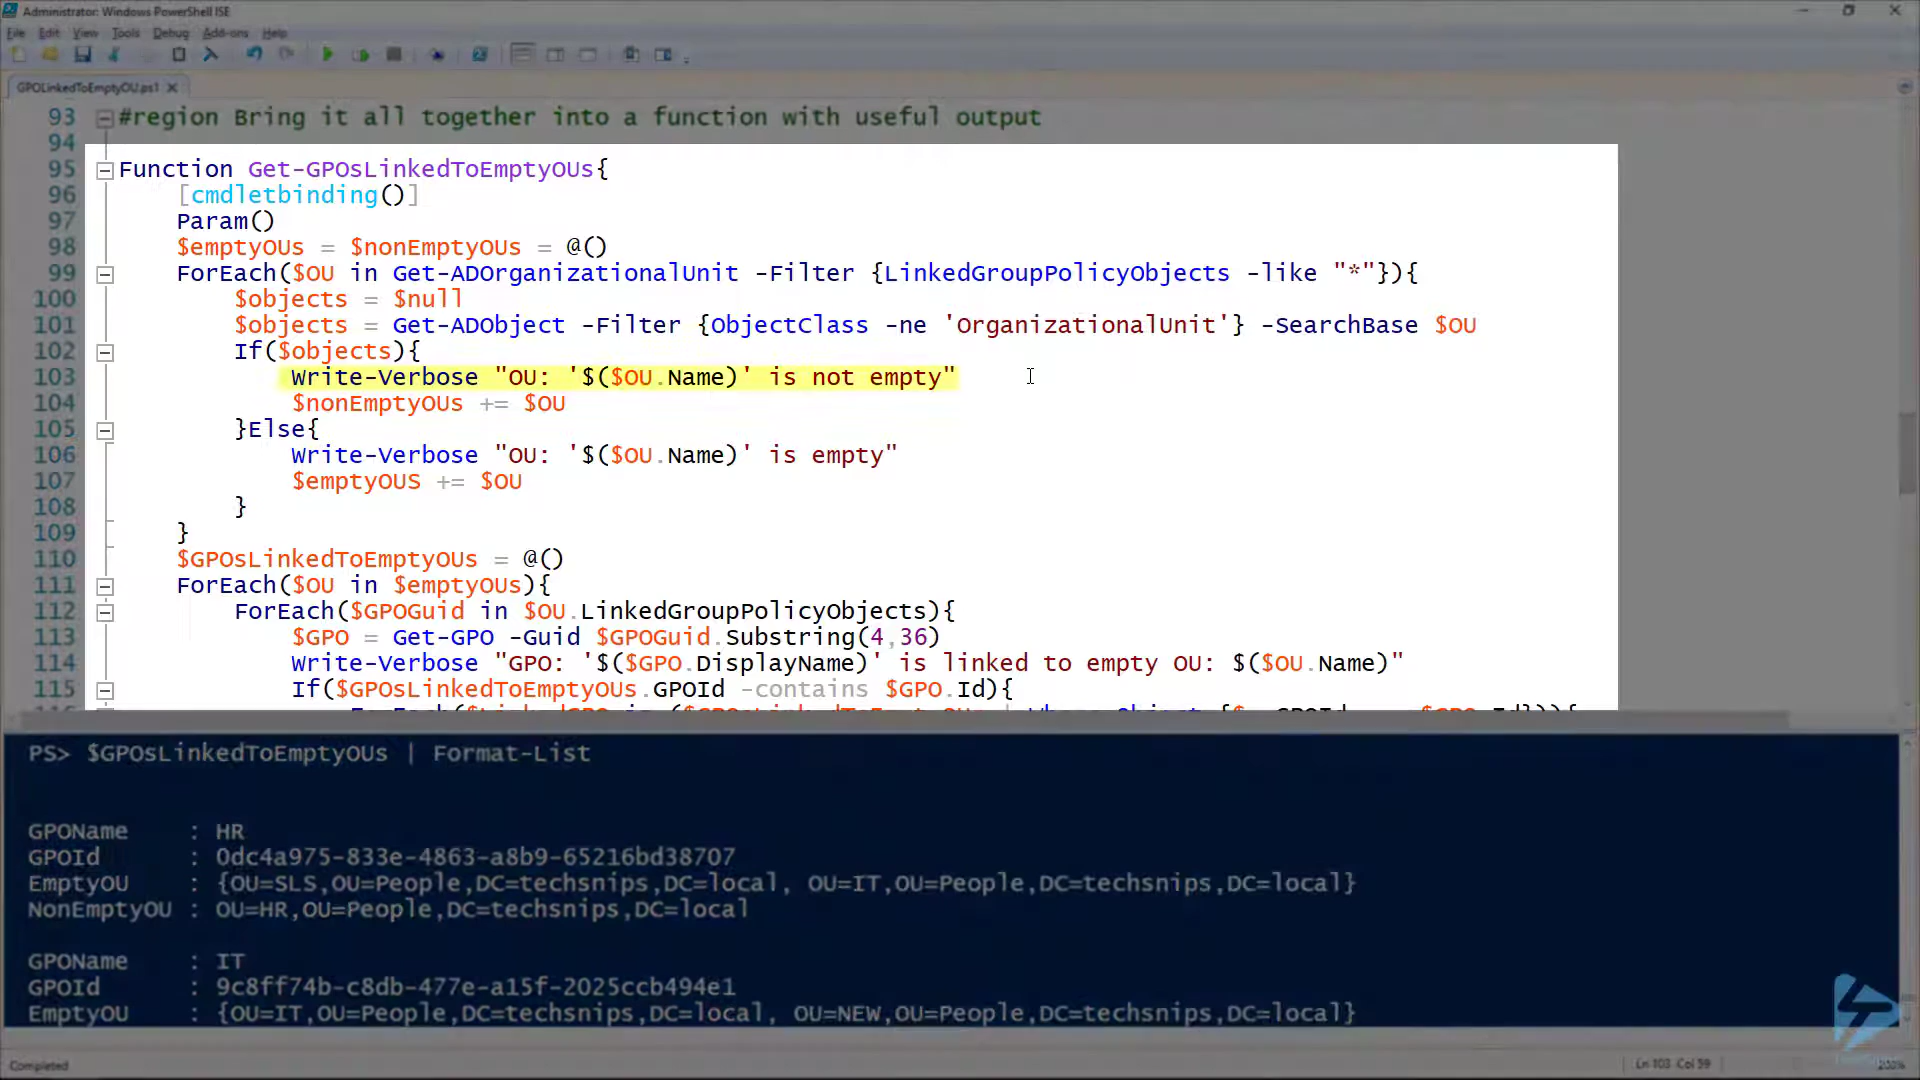 Administrator: Windows PowerShell ISE
File Edit View Tools Debug Add-ons Help
GPOLinkedToEmptyOU.ps1
93 #region Bring it all together into a function with useful output
94
95 Function Get-GPOsLinkedToEmptyOUs{
96 [cmdletbinding()]
97 Param()
98 $emptyOUs = $nonEmptyOUs = @()
99 ForEach($OU in Get-ADOrganizationalUnit -Filter {LinkedGroupPolicyObjects -like "*"}){
100 $objects = $null
101 $objects = Get-ADObject -Filter {ObjectClass -ne 'OrganizationalUnit'} -SearchBase $OU
102 If($objects){
103 Write-Verbose "OU: '$($OU.Name)' is not empty"
104 $nonEmptyOUs += $OU
105 }Else{
106 Write-Verbose "OU: '$($OU.Name)' is empty"
107 $emptyOUS += $OU
108 }
109 }
110 $GPOsLinkedToEmptyOUs = @()
111 ForEach($OU in $emptyOUs){
112 ForEach($GPOGuid in $OU.LinkedGroupPolicyObjects){
113 $GPO = Get-GPO -Guid $GPOGuid.Substring(4,36)
114 Write-Verbose "GPO: '$($GPO.DisplayName)' is linked to empty OU: $($OU.Name)"
115 If($GPOsLinkedToEmptyOUs.GPOId -contains $GPO.Id){
PS> $GPOsLinkedToEmptyOUs | Format-List
GPOName : HR
GPOId : 0dc4a975-833e-4863-a8b9-65216bd38707
EmptyOU : {OU=SLS,OU=People,DC=techsnips,DC=local, OU=IT,OU=People,DC=techsnips,DC=local}
NonEmptyOU : OU=HR,OU=People,DC=techsnips,DC=local
GPOName : IT
GPOId : 9c8ff74b-c8db-477e-a15f-2025ccb494e1
EmptyOU : {OU=IT,OU=People,DC=techsnips,DC=local, OU=NEW,OU=People,DC=techsnips,DC=local}
Completed
Ln 103 Col 59